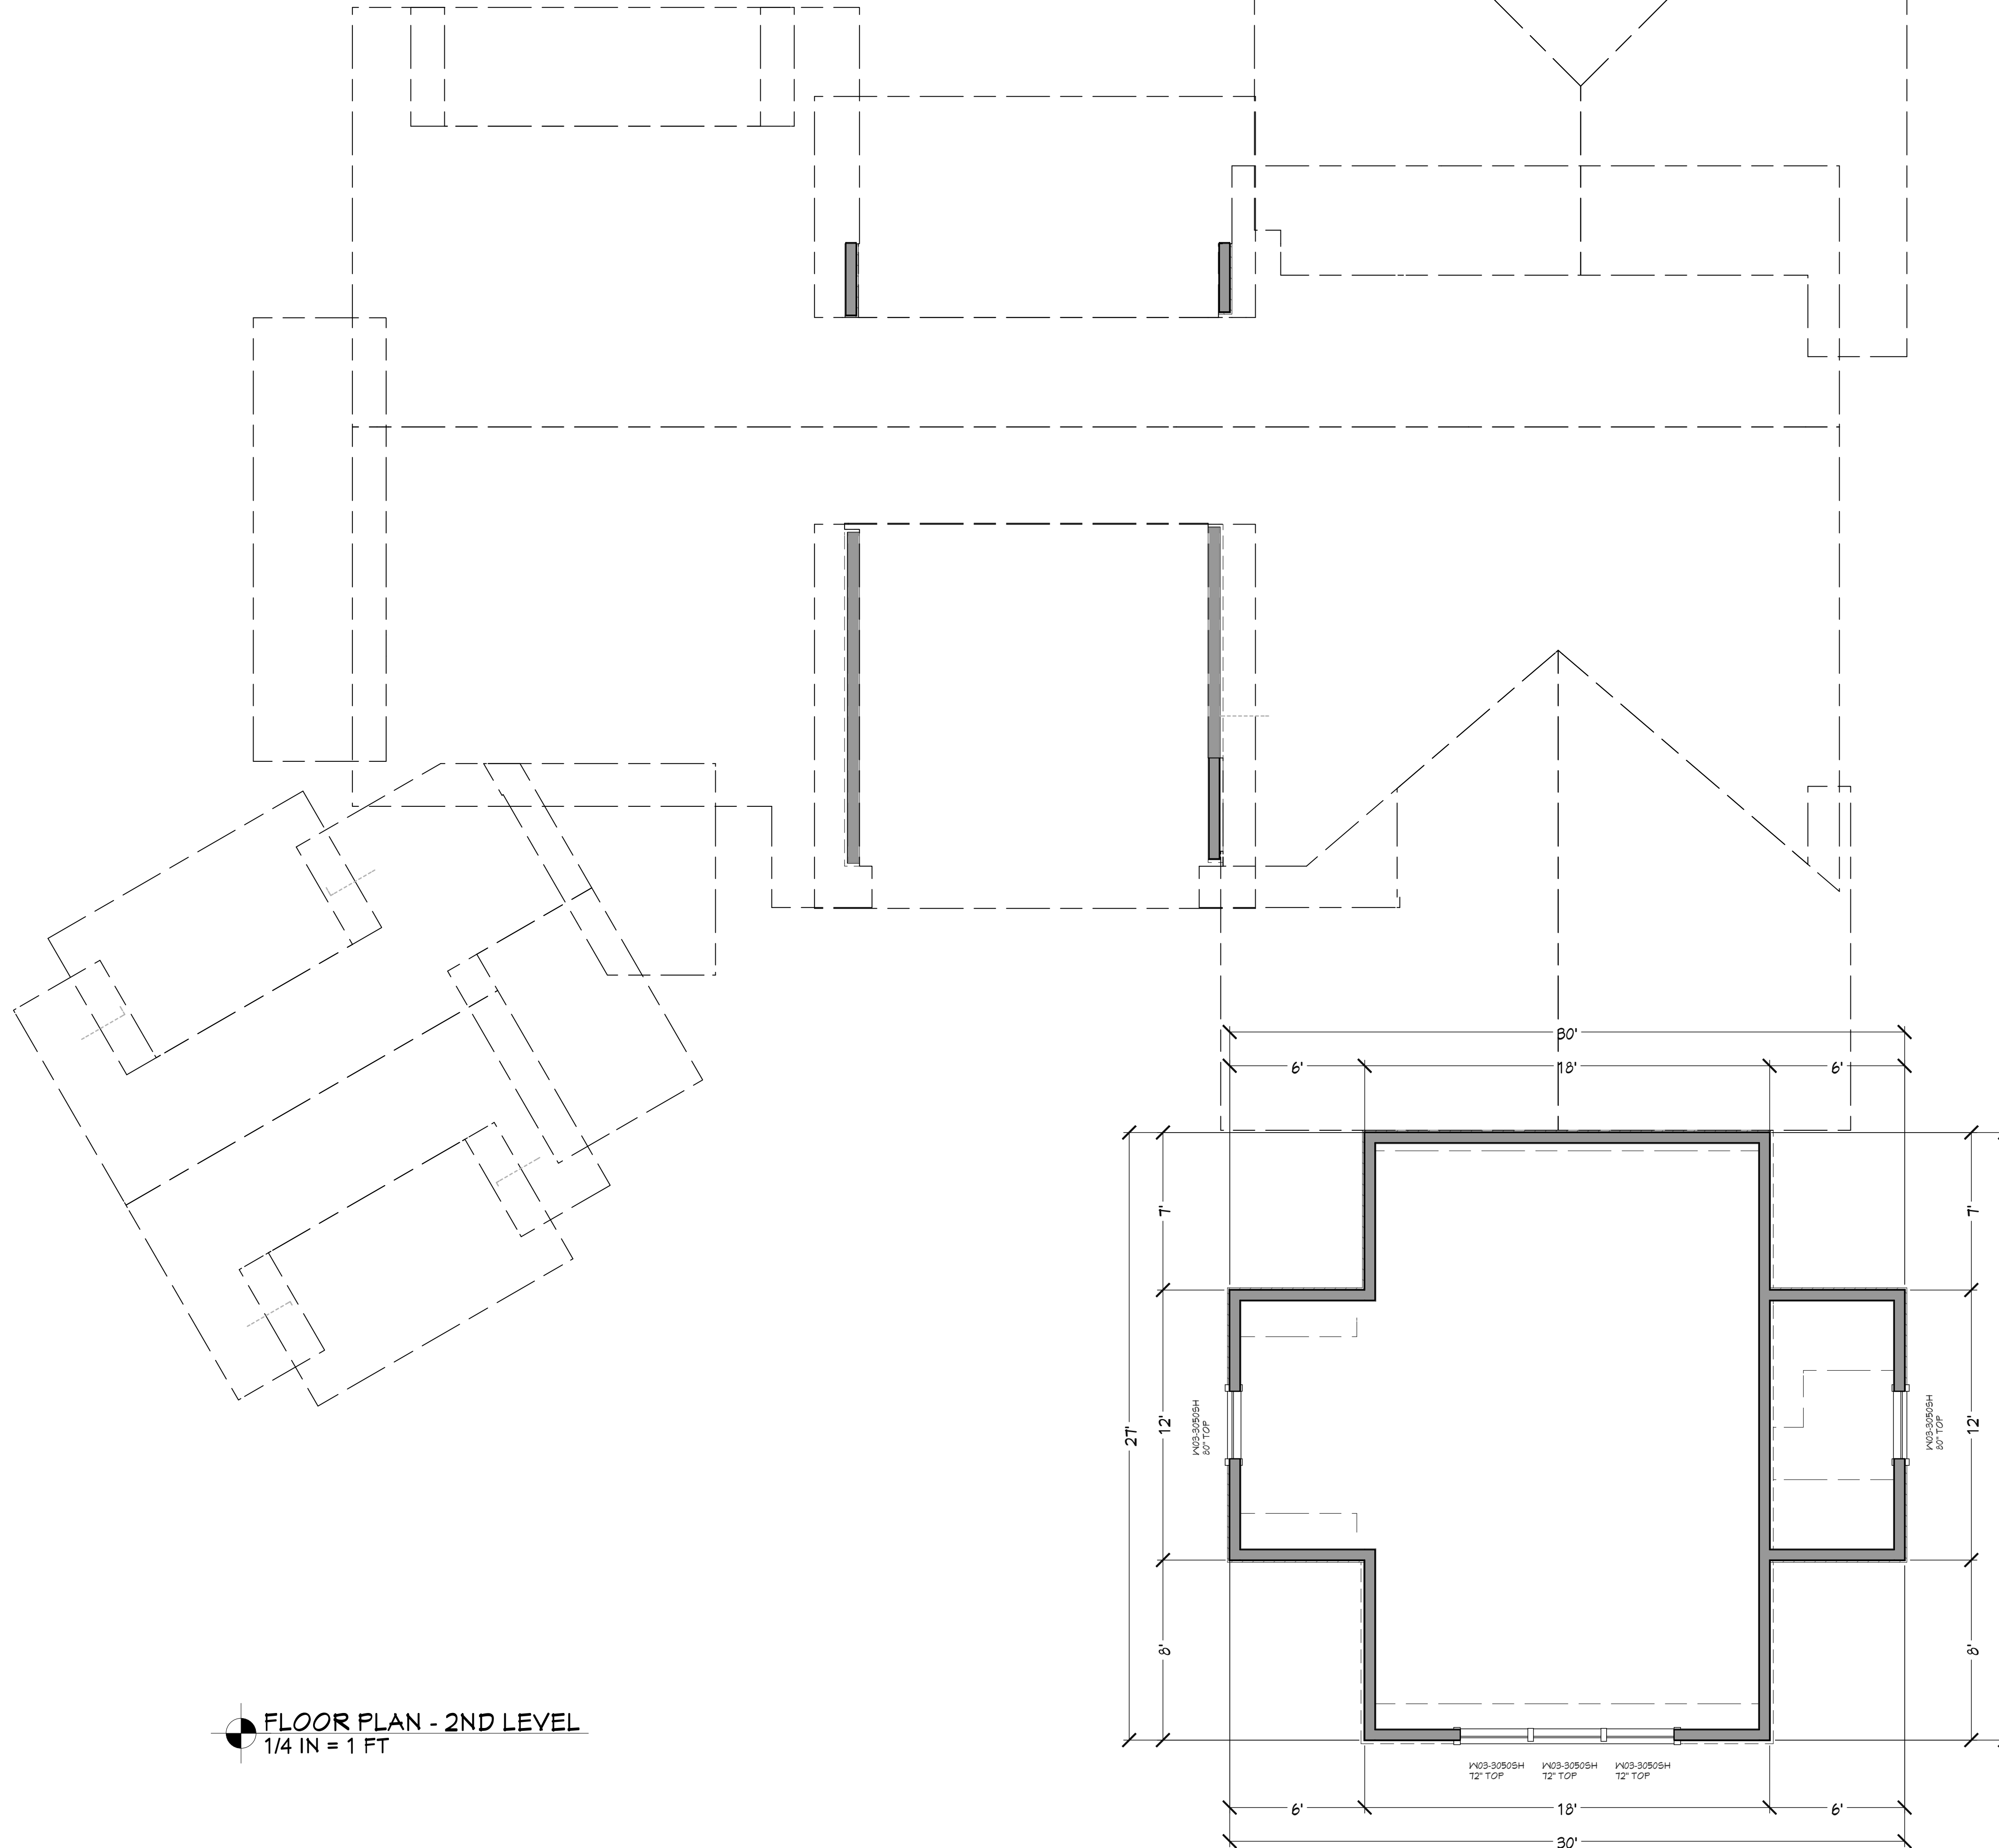 30'
6' 18' 6'
7' 7'
27' 12' 12'
W03-3050SH
80" TOP
W03-3050SH
80" TOP
8' 8'
FLOOR PLAN - 2ND LEVEL
1/4 IN = 1 FT
W03-3050SH W03-3050SH W03-3050SH
72" TOP 72" TOP 72" TOP
6' 18' 6'
30'